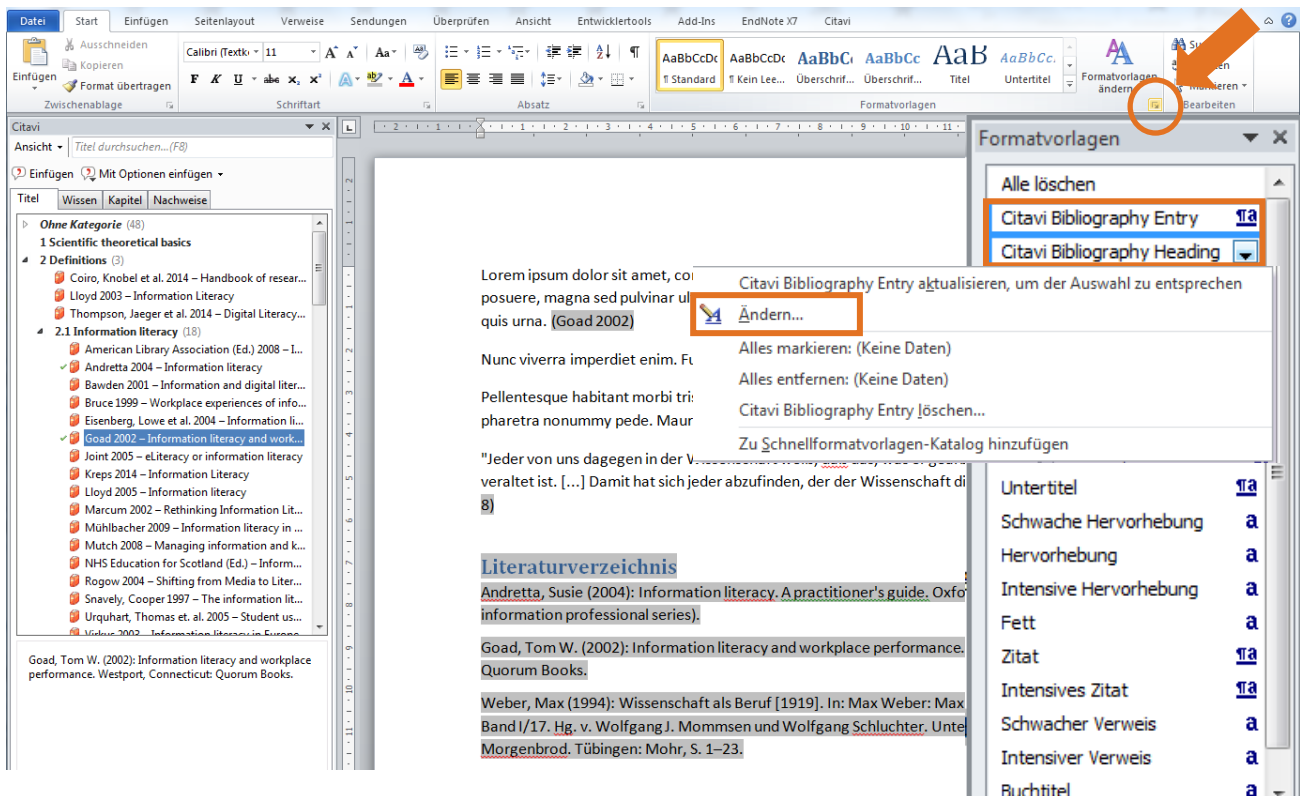 Datei Start Einfügen Seitenlayout Verweise Sendungen Überprüfen Ansicht Entwicklertools Add-Ins EndNote X7 Citavi
Einfügen
Ausschneiden
Kopieren
Format übertragen
Zwischenablage
Calibri (Textk 11
F K U abc x₂ x²
Aa
Schriftart
Absatz
AaBbCcDc AaBbCcDc AaBbC AaBbCc AaB AaBbCc.
¶ Standard ¶ Kein Lee... Überschrif... Überschrif... Titel Untertitel
Formatvorlagen
ändern
Formatvorlagen
Bearbeiten
Citavi
Ansicht Titel durchsuchen...(F8)
Einfügen Mit Optionen einfügen
Titel Wissen Kapitel Nachweise
Ohne Kategorie (48)
1 Scientific theoretical basics
2 Definitions (3)
Coiro, Knobel et al. 2014 – Handbook of resear...
Lloyd 2003 – Information Literacy
Thompson, Jaeger et al. 2014 – Digital Literacy...
2.1 Information literacy (18)
American Library Association (Ed.) 2008 – I...
Andretta 2004 – Information literacy
Bawden 2001 – Information and digital liter...
Bruce 1999 – Workplace experiences of info...
Eisenberg, Lowe et al. 2004 – Information li...
Goad 2002 – Information literacy and work...
Joint 2005 – eLiteracy or information literacy
Kreps 2014 – Information Literacy
Lloyd 2005 – Information literacy
Marcum 2002 – Rethinking Information Lit...
Mühlbacher 2009 – Information literacy in ...
Mutch 2008 – Managing information and k...
NHS Education for Scotland (Ed.) – Inform...
Rogow 2004 – Shifting from Media to Liter...
Snavely, Cooper 1997 – The information lit...
Urquhart, Thomas et. al. 2005 – Student us...
Virkus 2003 – Information literacy in Europe
Goad, Tom W. (2002): Information literacy and workplace
performance. Westport, Connecticut: Quorum Books.
Lorem ipsum dolor sit amet, co
posuere, magna sed pulvinar ul
quis urna. (Goad 2002)
Nunc viverra imperdiet enim. Fu
Pellentesque habitant morbi tri
pharetra nonummy pede. Maur
"Jeder von uns dagegen in der
veraltet ist. [...] Damit hat sich jeder abzufinden, der der Wissenschaft di
8)
Literaturverzeichnis
Andretta, Susie (2004): Information literacy. A practitioner's guide. Oxfo
information professional series).
Goad, Tom W. (2002): Information literacy and workplace performance.
Quorum Books.
Weber, Max (1994): Wissenschaft als Beruf [1919]. In: Max Weber: Max
Band I/17. Hg. v. Wolfgang J. Mommsen und Wolfgang Schluchter. Unte
Morgenbrod. Tübingen: Mohr, S. 1–23.
Formatvorlagen
Alle löschen
Citavi Bibliography Entry ¶a
Citavi Bibliography Heading
Citavi Bibliography Entry aktualisieren, um der Auswahl zu entsprechen
Ändern...
Alles markieren: (Keine Daten)
Alles entfernen: (Keine Daten)
Citavi Bibliography Entry löschen...
Zu Schnellformatvorlagen-Katalog hinzufügen
Untertitel ¶a
Schwache Hervorhebung a
Hervorhebung a
Intensive Hervorhebung a
Fett a
Zitat ¶a
Intensives Zitat ¶a
Schwacher Verweis a
Intensiver Verweis a
Buchtitel a